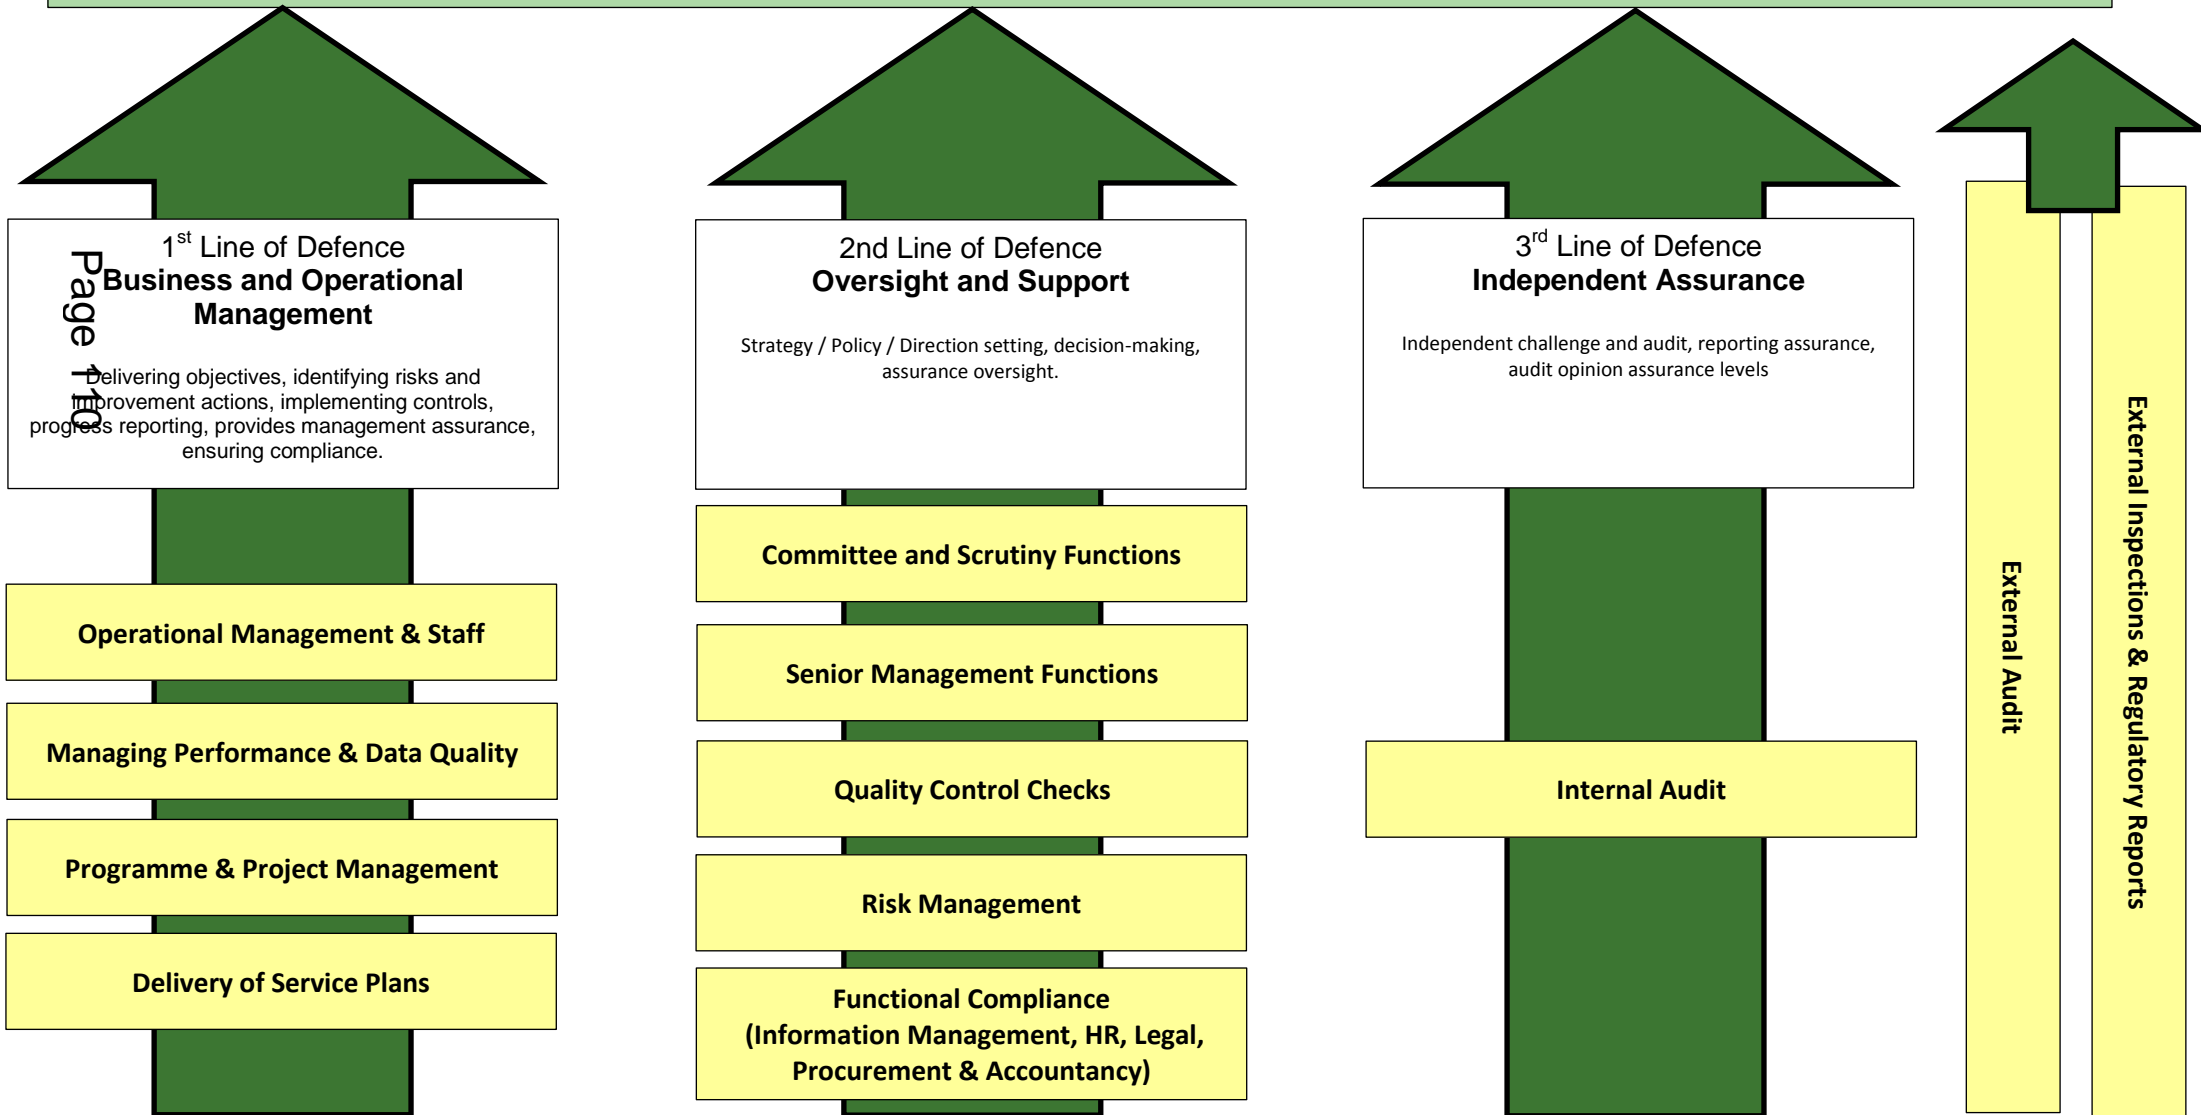 1st Line of Defence
Business and Operational
Management
Delivering objectives, identifying risks and
improvement actions, implementing controls,
progress reporting, provides management assurance,
ensuring compliance.
Page 110
Operational Management & Staff
Managing Performance & Data Quality
Programme & Project Management
Delivery of Service Plans
2nd Line of Defence
Oversight and Support
Strategy / Policy / Direction setting, decision-making,
assurance oversight.
Committee and Scrutiny Functions
Senior Management Functions
Quality Control Checks
Risk Management
Functional Compliance
(Information Management, HR, Legal,
Procurement & Accountancy)
3rd Line of Defence
Independent Assurance
Independent challenge and audit, reporting assurance,
audit opinion assurance levels
Internal Audit
External Audit
External Inspections & Regulatory Reports